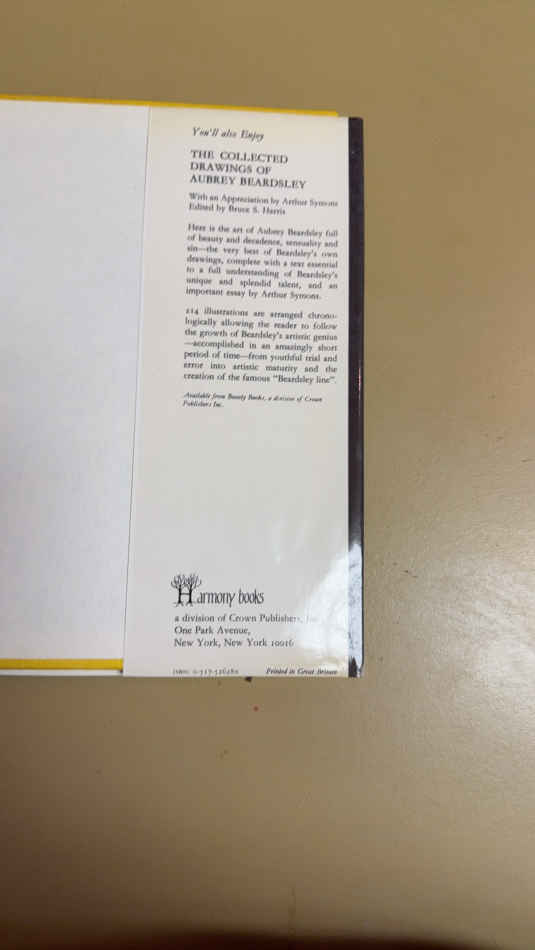 You'll also Enjoy
THE COLLECTED
DRAWINGS OF
AUBREY BEARDSLEY
With an Appreciation by Arthur Symons
Edited by Bruce S. Harris
Here is the art of Aubrey Beardsley full
of beauty and decadence, sensuality and
sin—the very best of Beardsley's own
drawings, complete with a text essential
to a full understanding of Beardsley's
unique and splendid talent, and an
important essay by Arthur Symons.
214 illustrations are arranged chrono-
logically allowing the reader to follow
the growth of Beardsley's artistic genius
—accomplished in an amazingly short
period of time—from youthful trial and
error into artistic maturity and the
creation of the famous "Beardsley line".
Available from Bounty Books, a division of Crown
Publishers Inc.
Harmony books
a division of Crown Publishers, Inc
One Park Avenue,
New York, New York 10016
ISBN: Printed in Great Britain